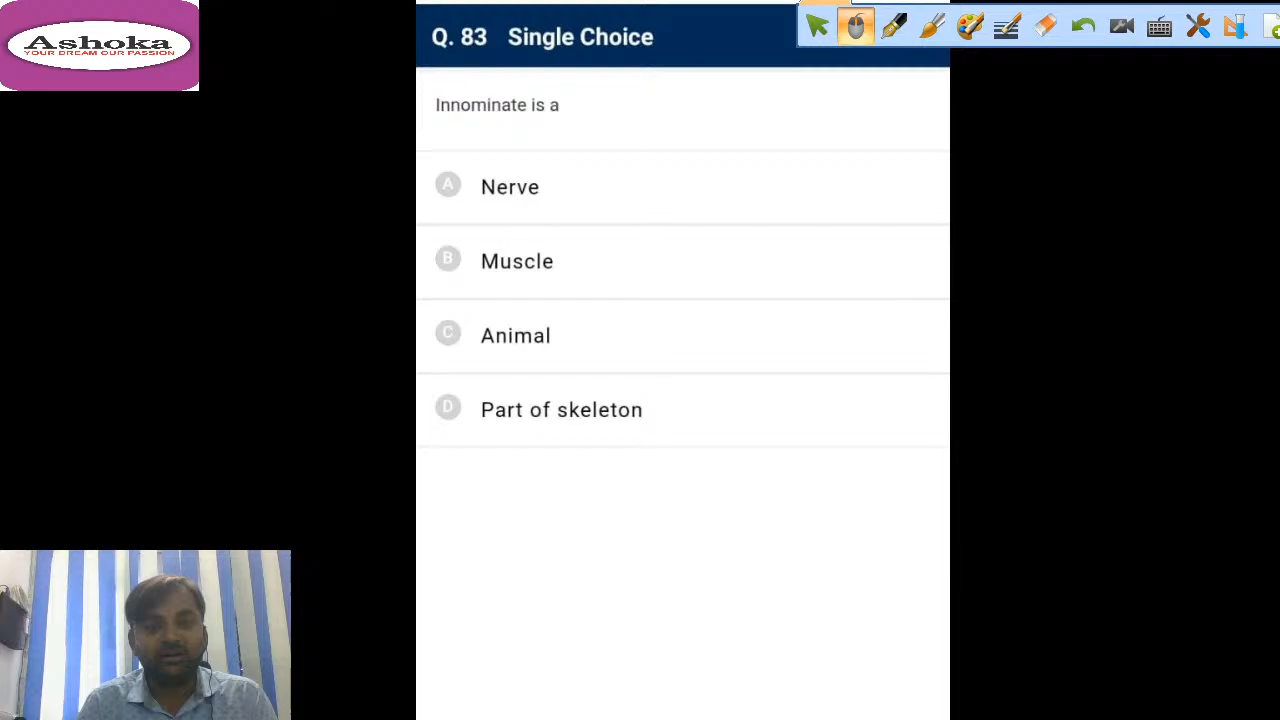 Ashoka
YOUR DREAM OUR PASSION
Q. 83 Single Choice
Innominate is a
A Nerve
B Muscle
C Animal
D Part of skeleton